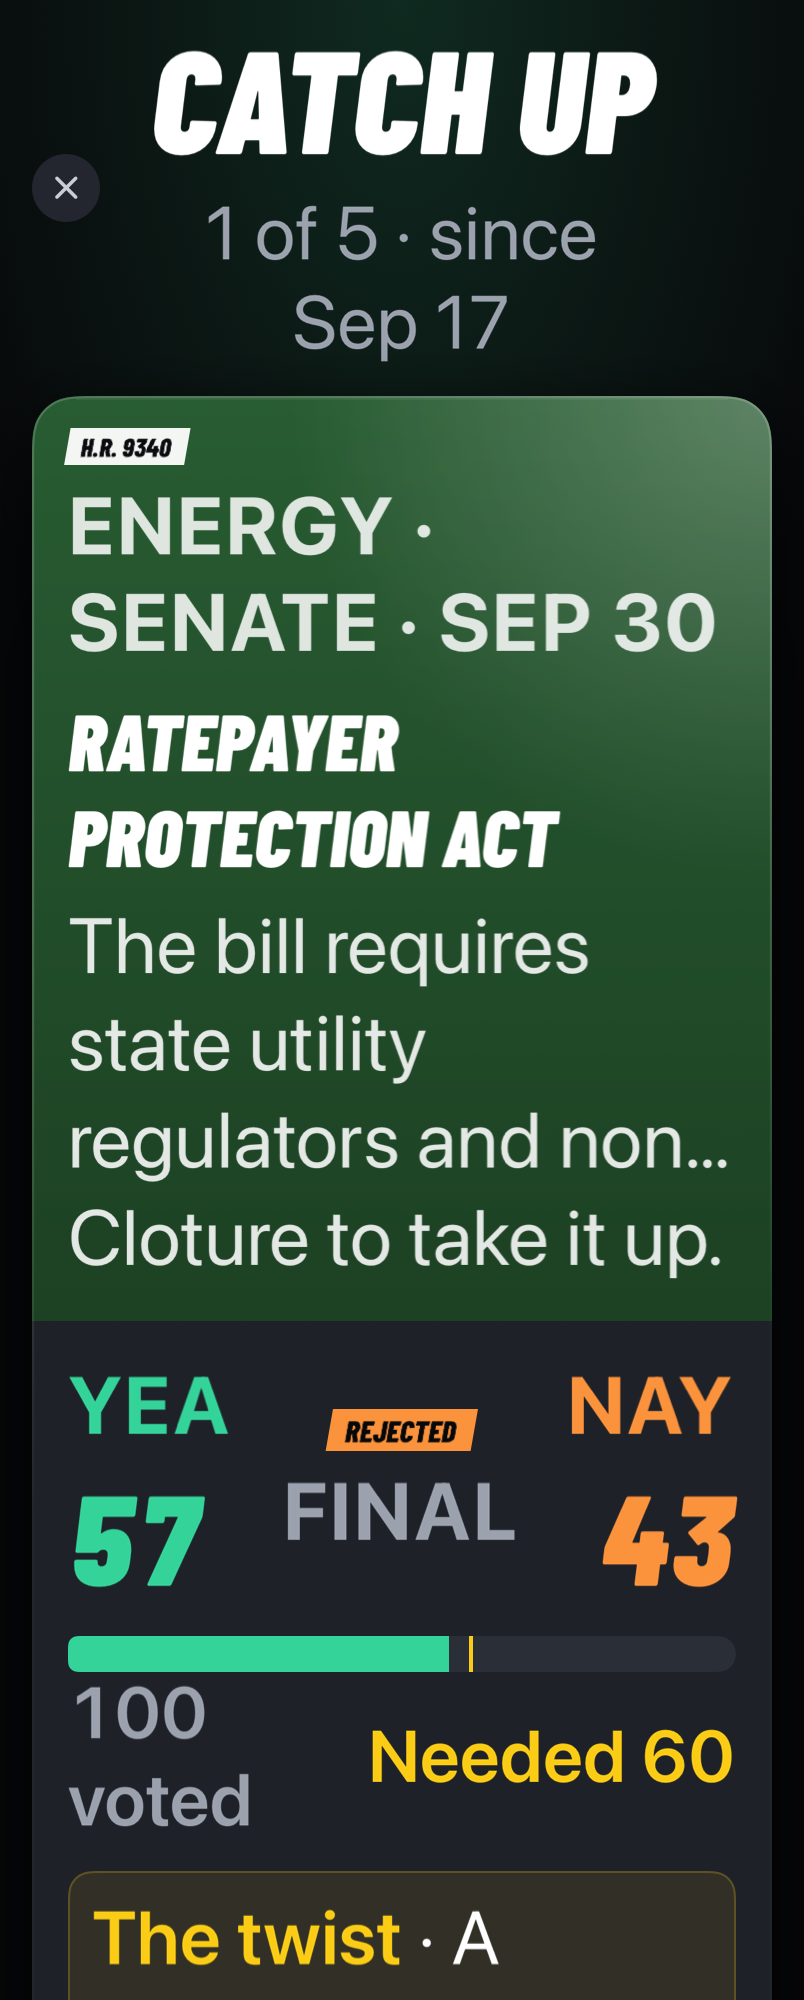 CATCH UP
1 of 5 · since
Sep 17
H.R. 9340
ENERGY ·
SENATE · SEP 30
RATEPAYER
PROTECTION ACT
The bill requires
state utility
regulators and non...
Cloture to take it up.
YEA
REJECTED
NAY
57
FINAL
43
100
voted
Needed 60
The twist · A